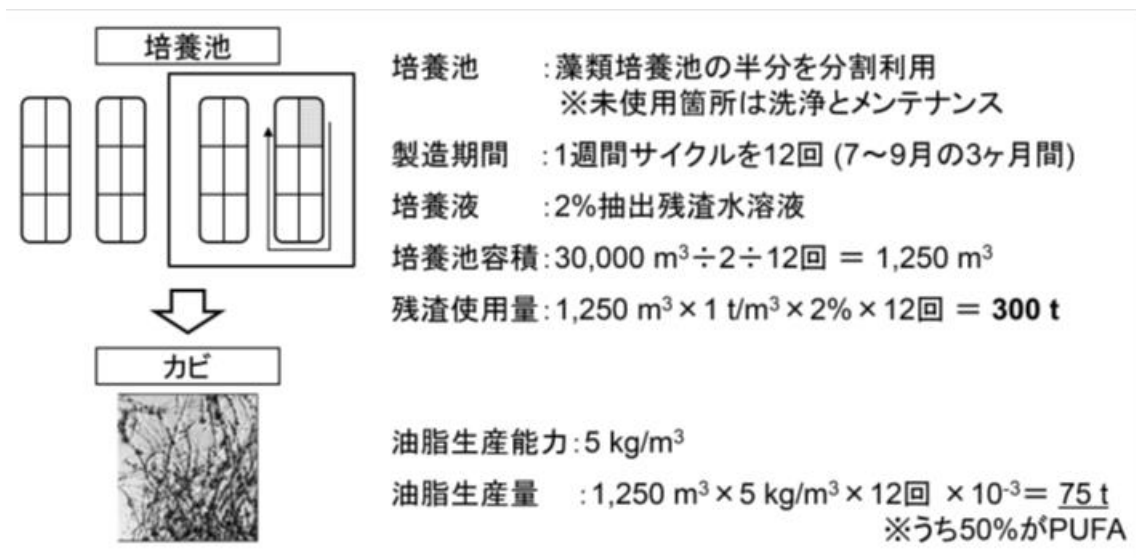 培養池
培養池　　:藻類培養池の半分を分割利用
※未使用箇所は洗浄とメンテナンス
製造期間　:1週間サイクルを12回 (7～9月の3ヶ月間)
培養液　　:2%抽出残渣水溶液
培養池容積:30,000 m³÷2÷12回 ＝ 1,250 m³
残渣使用量:1,250 m³×1 t/m³×2%×12回 ＝ 300 t
カビ
油脂生産能力:5 kg/m³
油脂生産量　:1,250 m³×5 kg/m³×12回 ×10⁻³= 75 t
※うち50%がPUFA